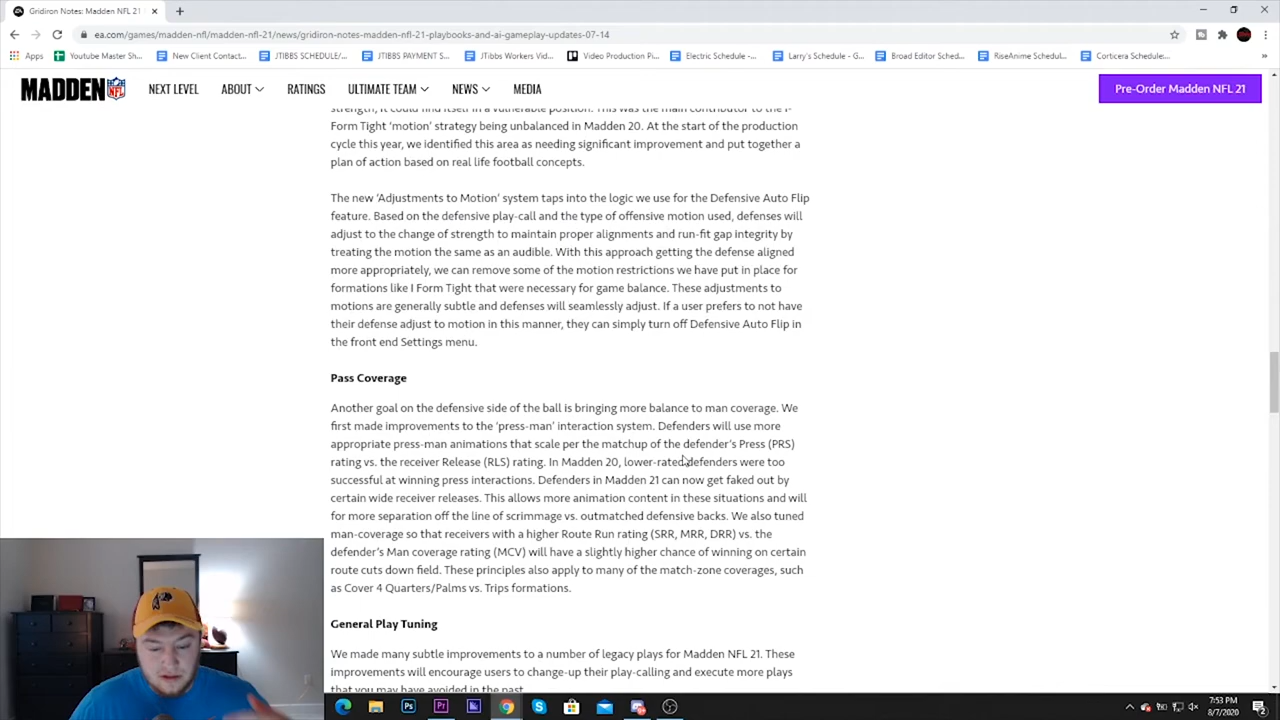 Gridiron Notes: Madden NFL 21
ea.com/games/madden-nfl/madden-nfl-21/news/gridiron-notes-madden-nfl-21-playbooks-and-ai-gameplay-updates-07-14
Apps
Youtube Master Sh...
New Client Contact...
JTIBBS SCHEDULE/...
JTIBBS PAYMENT S...
JTibbs Workers Vid...
Video Production Pi...
Electric Schedule -...
Larry's Schedule - G...
Broad Editor Sched...
RiseAnime Schedul...
Corticera Schedule...
MADDEN NFL
NEXT LEVEL
ABOUT
RATINGS
ULTIMATE TEAM
NEWS
MEDIA
Pre-Order Madden NFL 21
strength, it could find itself in a vulnerable position. This was the main contributor to the I-
Form Tight ‘motion’ strategy being unbalanced in Madden 20. At the start of the production
cycle this year, we identified this area as needing significant improvement and put together a
plan of action based on real life football concepts.
The new ‘Adjustments to Motion’ system taps into the logic we use for the Defensive Auto Flip
feature. Based on the defensive play-call and the type of offensive motion used, defenses will
adjust to the change of strength to maintain proper alignments and run-fit gap integrity by
treating the motion the same as an audible. With this approach getting the defense aligned
more appropriately, we can remove some of the motion restrictions we have put in place for
formations like I Form Tight that were necessary for game balance. These adjustments to
motions are generally subtle and defenses will seamlessly adjust. If a user prefers to not have
their defense adjust to motion in this manner, they can simply turn off Defensive Auto Flip in
the front end Settings menu.
Pass Coverage
Another goal on the defensive side of the ball is bringing more balance to man coverage. We
first made improvements to the ‘press-man’ interaction system. Defenders will use more
appropriate press-man animations that scale per the matchup of the defender’s Press (PRS)
rating vs. the receiver Release (RLS) rating. In Madden 20, lower-rated defenders were too
successful at winning press interactions. Defenders in Madden 21 can now get faked out by
certain wide receiver releases. This allows more animation content in these situations and will
for more separation off the line of scrimmage vs. outmatched defensive backs. We also tuned
man-coverage so that receivers with a higher Route Run rating (SRR, MRR, DRR) vs. the
defender’s Man coverage rating (MCV) will have a slightly higher chance of winning on certain
route cuts down field. These principles also apply to many of the match-zone coverages, such
as Cover 4 Quarters/Palms vs. Trips formations.
General Play Tuning
We made many subtle improvements to a number of legacy plays for Madden NFL 21. These
improvements will encourage users to change-up their play-calling and execute more plays
that you may have avoided in the past.
7:53 PM
8/7/2020